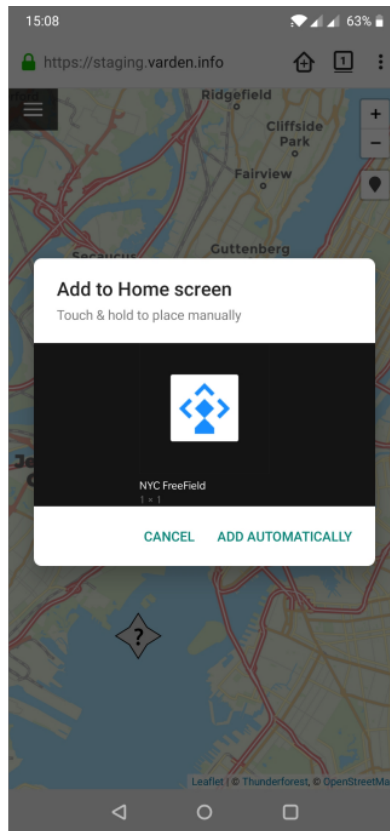 15:08
63%
https://staging.varden.info
1
Ridgefield
+
Cliffside
Park
−
Fairview
Secaucus
Guttenberg
Add to Home screen
Touch & hold to place manually
NYC FreeField
1 × 1
CANCEL ADD AUTOMATICALLY
?
Leaflet | © Thunderforest, © OpenStreetMa